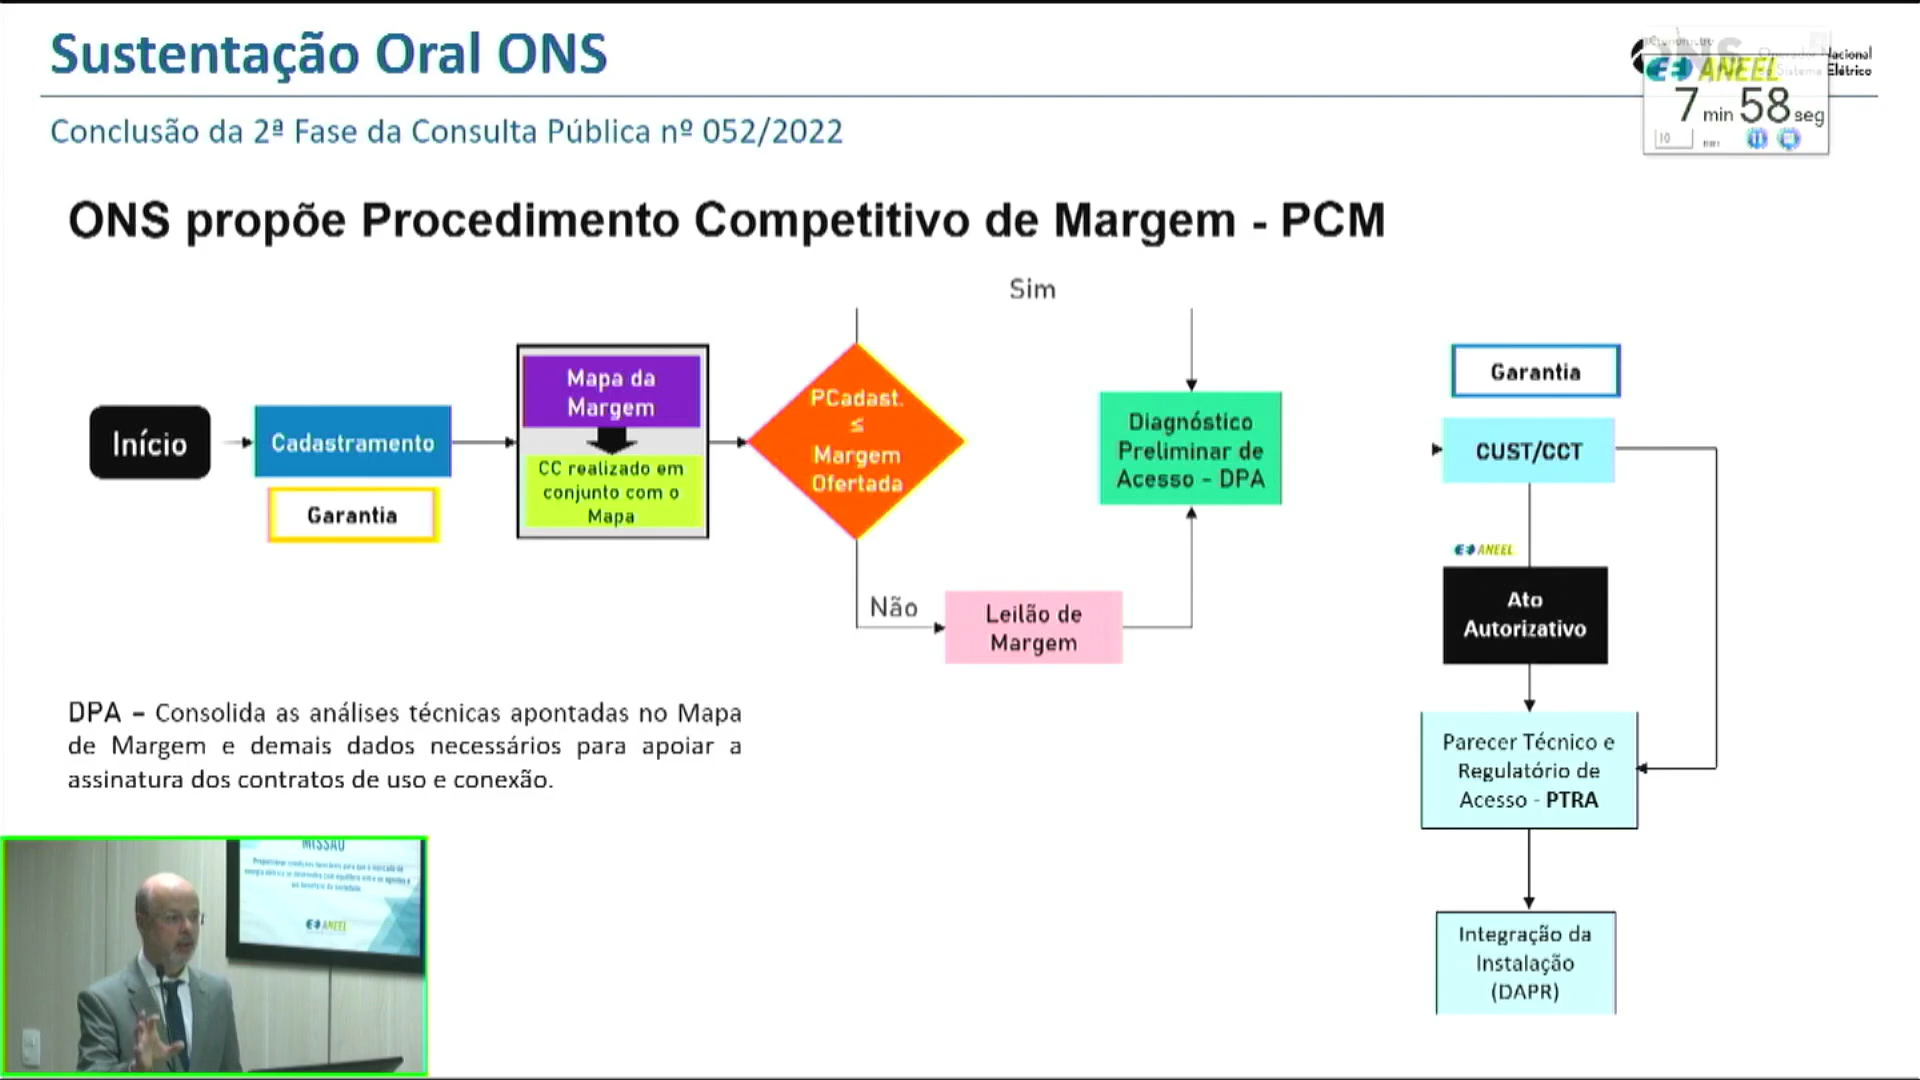 Sustentação Oral ONS
Conclusão da 2ª Fase da Consulta Pública nº 052/2022
Nacional
Elétrico
ANEEL
7 min 58 seg
10
ONS propõe Procedimento Competitivo de Margem - PCM
Sim
Início
Cadastramento
Garantia
Mapa da
Margem
CC realizado em
conjunto com o
Mapa
PCadast.
≤
Margem
Ofertada
Não
Leilão de
Margem
Diagnóstico
Preliminar de
Acesso - DPA
Garantia
CUST/CCT
ANEEL
Ato
Autorizativo
Parecer Técnico e
Regulatório de
Acesso - PTRA
Integração da
Instalação
(DAPR)
DPA – Consolida as análises técnicas apontadas no Mapa
de Margem e demais dados necessários para apoiar a
assinatura dos contratos de uso e conexão.
MISSÃO
ANEEL